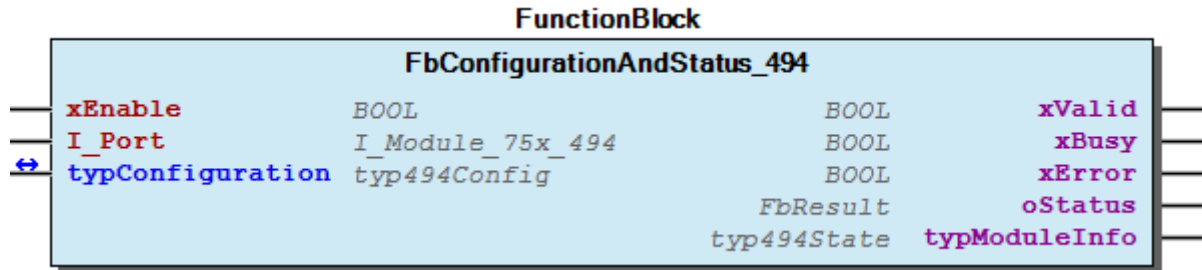 FunctionBlock
FbConfigurationAndStatus_494
xEnable BOOL BOOL xValid
I_Port I_Module_75x_494 BOOL xBusy
typConfiguration typ494Config BOOL xError
FbResult oStatus
typ494State typModuleInfo